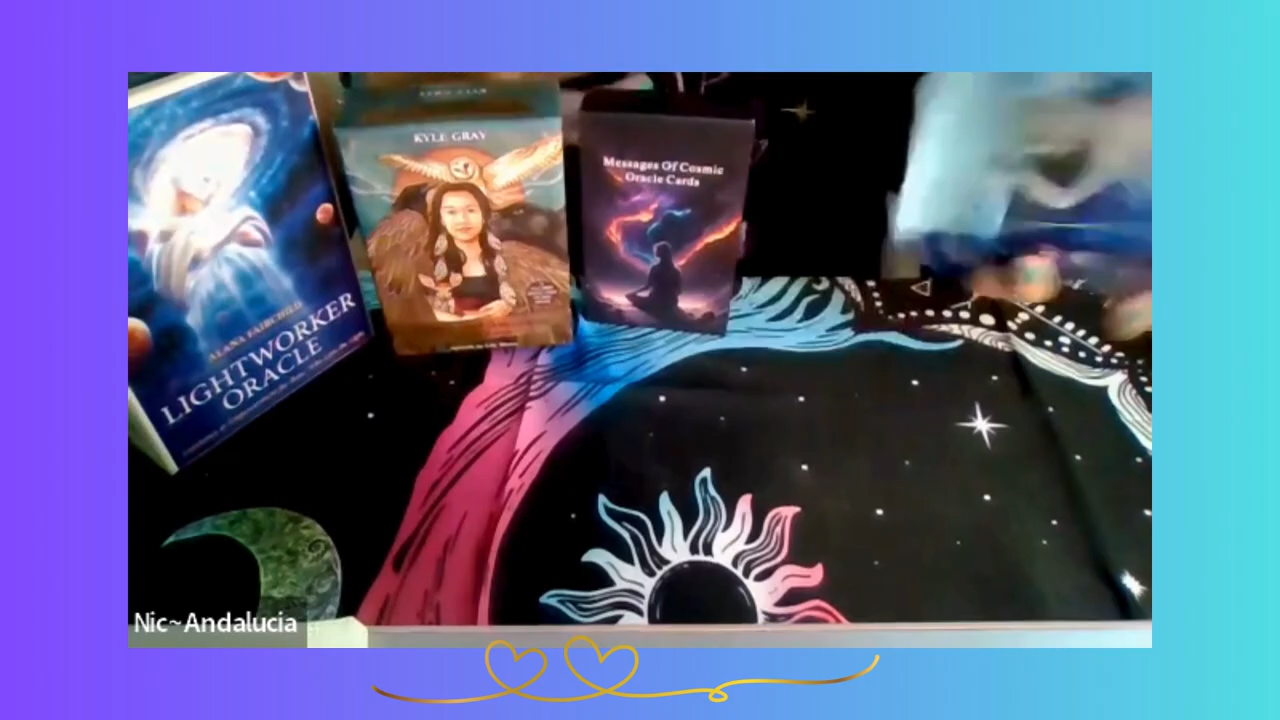 ALANA FAIRCHILD
LIGHTWORKER
ORACLE
KYLE GRAY
Messages Of Cosmic
Oracle Cards
Nic~Andalucia